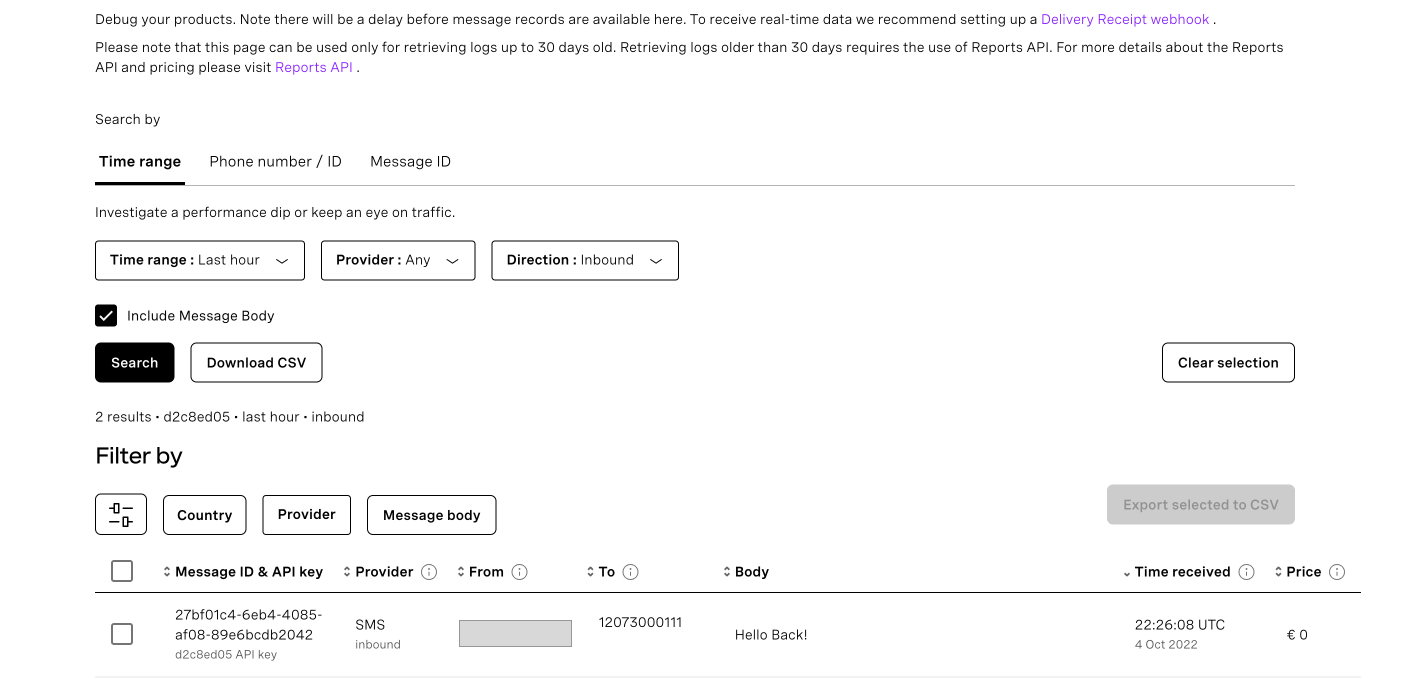 Debug your products. Note there will be a delay before message records are available here. To receive real-time data we recommend setting up a Delivery Receipt webhook .
Please note that this page can be used only for retrieving logs up to 30 days old. Retrieving logs older than 30 days requires the use of Reports API. For more details about the Reports
API and pricing please visit Reports API .
Search by
Time range Phone number / ID Message ID
Investigate a performance dip or keep an eye on traffic.
Time range : Last hour Provider : Any Direction : Inbound
Include Message Body
Search Download CSV Clear selection
2 results • d2c8ed05 • last hour • inbound
Filter by
Country Provider Message body Export selected to CSV
Message ID & API key Provider From To Body Time received Price
27bf01c4-6eb4-4085-
af08-89e6bcdb2042
d2c8ed05 API key
SMS
inbound
12073000111
Hello Back!
22:26:08 UTC
4 Oct 2022
€ 0